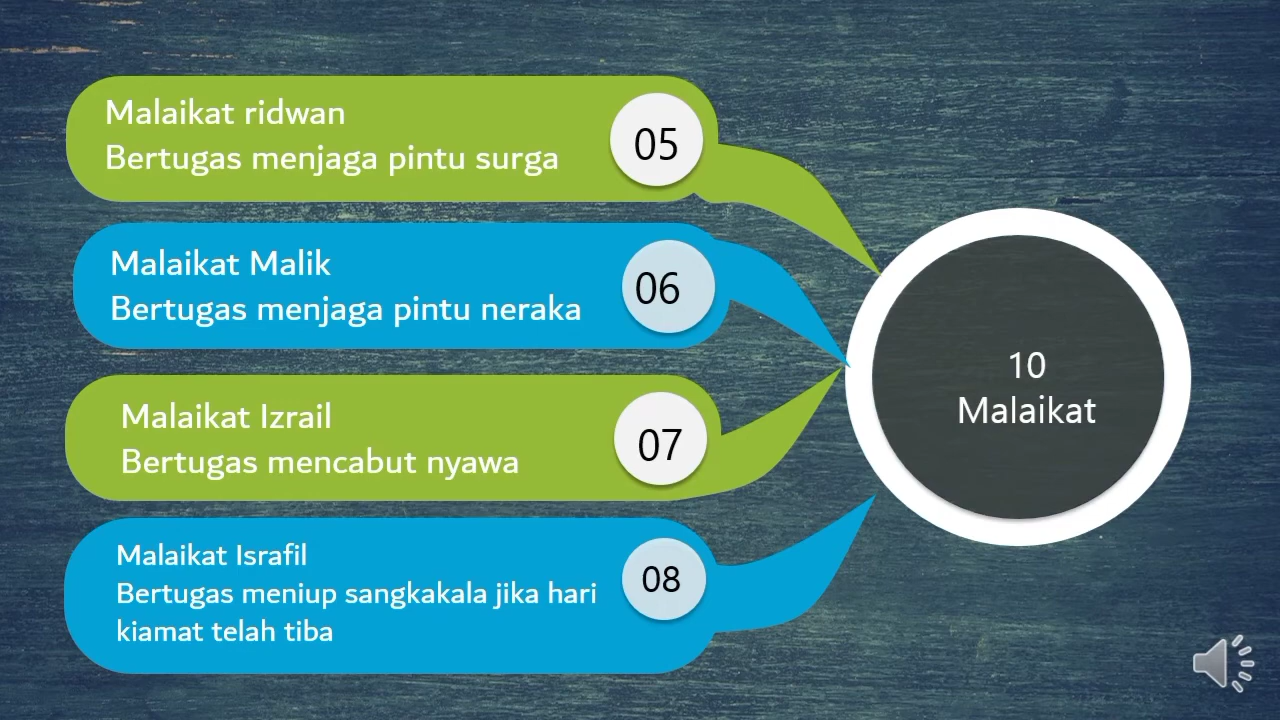 Malaikat ridwan
Bertugas menjaga pintu surga
05
Malaikat Malik
Bertugas menjaga pintu neraka
06
Malaikat Izrail
Bertugas mencabut nyawa
07
Malaikat Israfil
Bertugas meniup sangkakala jika hari
kiamat telah tiba
08
10
Malaikat